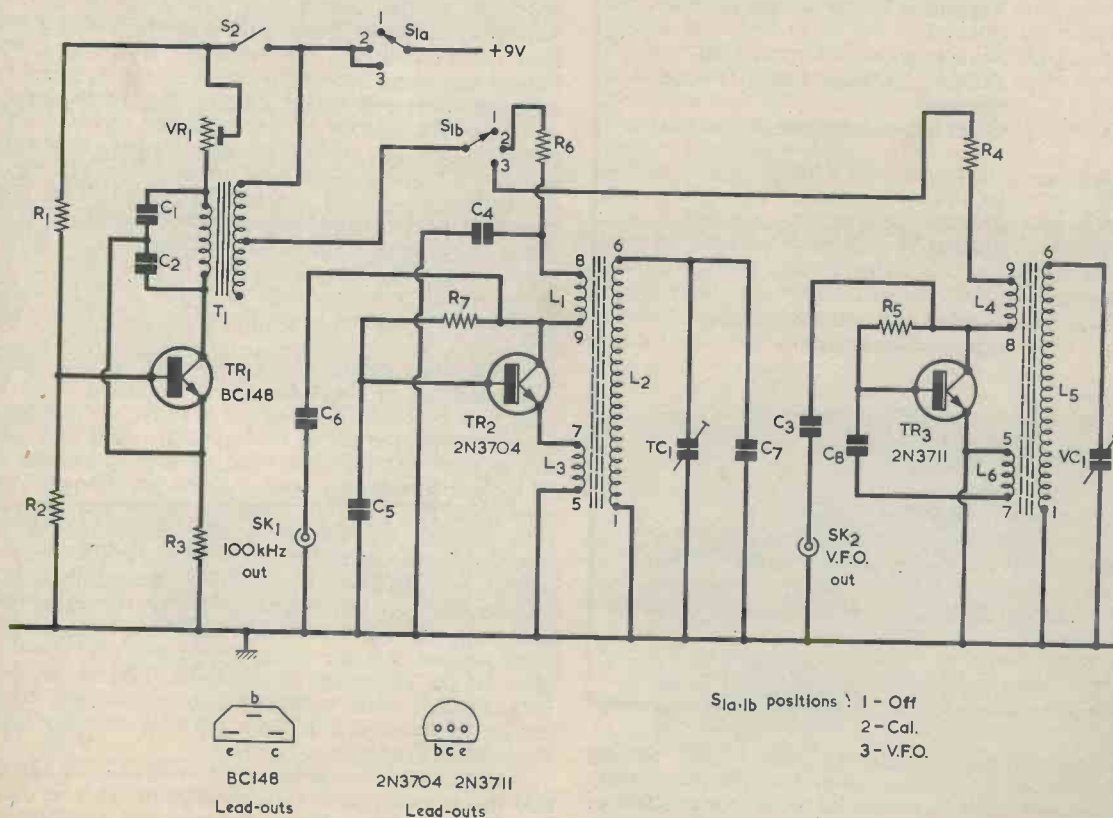 S2
1
S1a
2
3
+9V
VR1
S1b
1
2
3
R6
R4
R1
C1
C2
T1
C4
8
L1
9
6
L2
R7
9
L4
8
6
L5
R5
TR1
BC148
TR2
2N3704
C6
7
L3
5
1
TC1
C7
C3
C8
TR3
2N3711
5
L6
7
1
VC1
R2
R3
C5
SK1
100kHz
out
SK2
V.F.O.
out
b
e c
BC148
Lead-outs
b c e
2N3704 2N3711
Lead-outs
S1a,1b positions : 1 - Off
2 - Cal.
3 - V.F.O.